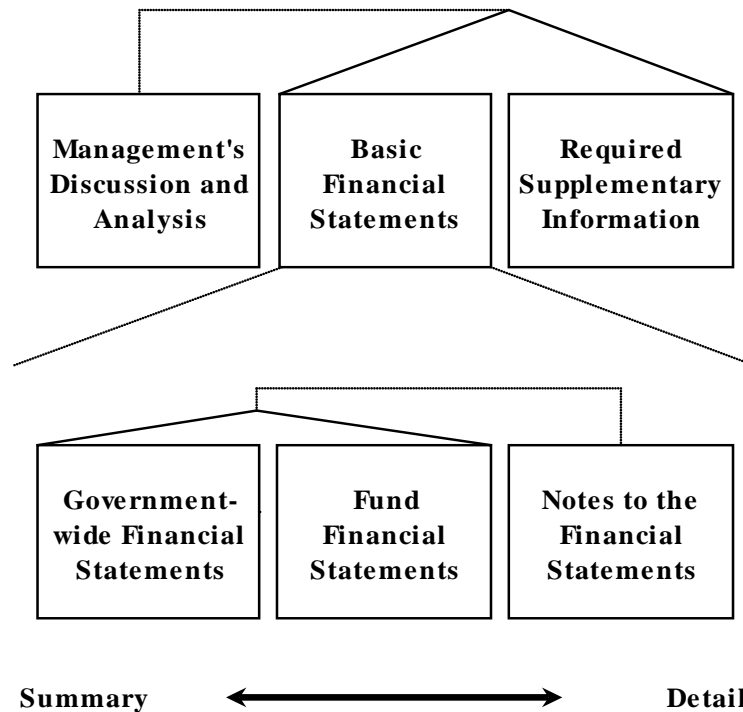 Management's
Discussion and
Analysis
Basic
Financial
Statements
Required
Supplementary
Information
Government-
wide Financial
Statements
Fund
Financial
Statements
Notes to the
Financial
Statements
Summary
Detail